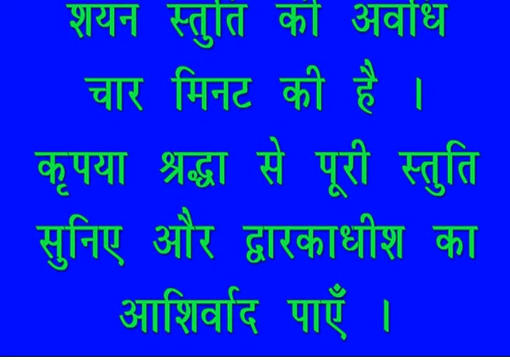 शयन स्तुति की अवधि
चार मिनट की है ।
कृपया श्रद्धा से पूरी स्तुति
सुनिए और द्वारकाधीश का
आशिर्वाद पाएँ ।